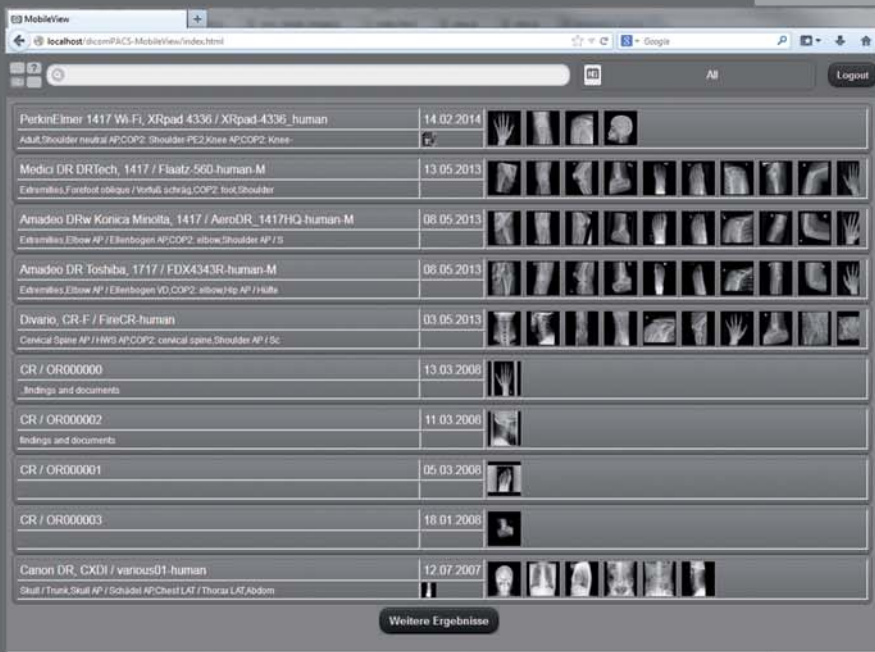 MobileView
localhost/dicomPACS-MobileView/index.html
Google
All
Logout
PerkinElmer 1417 Wi-Fi, XRpad 4336 / XRpad-4336_human
14.02.2014
Adult,Shoulder neutral AP,COP2: Shoulder-PE2,Knee AP,COP2: Knee-
Medici DR DRTech, 1417 / Flaatz-560-human-M
13.05.2013
Extremities,Forefoot oblique / Vorfuß schräg,COP2: foot,Shoulder
Amadeo DRw Konica Minolta, 1417 / AeroDR_1417HQ-human-M
08.05.2013
Extremities,Elbow AP / Ellenbogen AP,COP2: elbow,Shoulder AP / S
Amadeo DR Toshiba, 1717 / FDX4343R-human-M
08.05.2013
Extremities,Elbow AP / Ellenbogen VD,COP2: elbow,Hip AP / Hüfte
Divario, CR-F / FireCR-human
03.05.2013
Cervical Spine AP / HWS AP,COP2: cervical spine,Shoulder AP / Sc
CR / OR000000
13.03.2008
_findings and documents
CR / OR000002
11.03.2008
findings and documents
CR / OR000001
05.03.2008
CR / OR000003
18.01.2008
Canon DR, CXDI / various01-human
12.07.2007
Skull / Trunk,Skull AP / Schädel AP,Chest LAT / Thorax LAT,Abdom
Weitere Ergebnisse